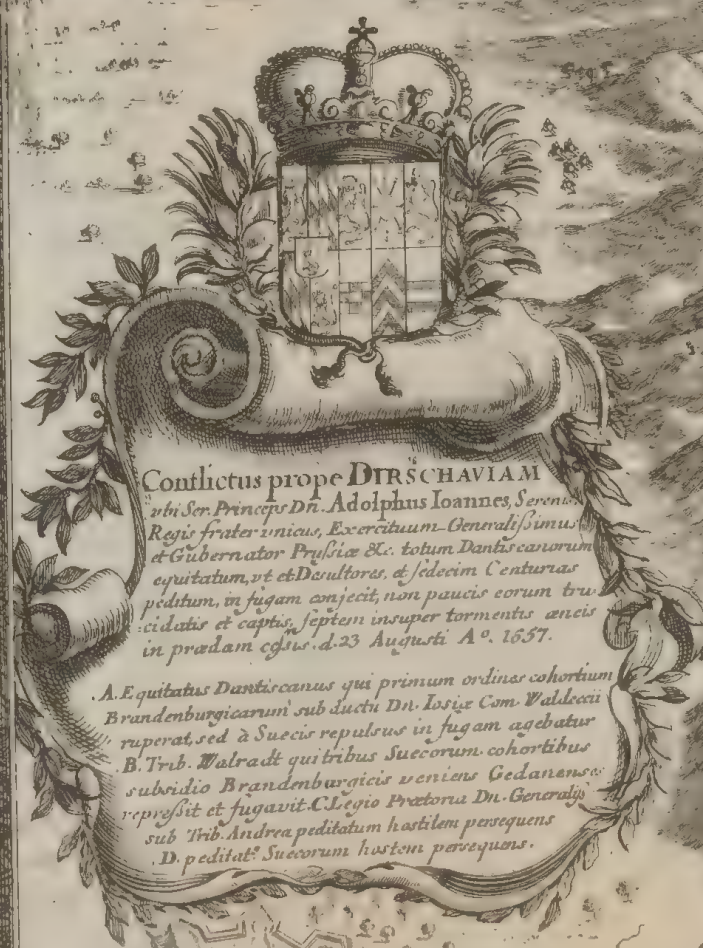 Conflictus prope DIRSCHAVIAM
vbi Ser. Princeps Dn. Adolphus Ioannes, Sereniss.
Regis frater vnicus, Exercituum Generalissimus
et Gubernator Prussiæ &c. totum Dantiscanorum
equitatum, vt et Desultores, et sedecim Centurias
peditum, in fugam conjecit, non paucis eorum tru-
cidatis et captis, septem insuper tormentis æneis
in prædam cessis. d. 23 Augusti Aº. 1657.
A. Equitatus Dantiscanus qui primum ordines cohortium
Brandenburgicarum sub ductu Dn. Iosiæ Com. Waldeccii
ruperat, sed à Suecis repulsus in fugam agebatur
B. Trib. Walradt qui tribus Suecorum cohortibus
subsidio Brandenburgicis veniens Gedanenses
repressit et fugavit. C. Legio Prætoria Dn. Generaliss
sub Trib. Andrea peditatum hostilem persequens
D. peditat9 Suecorum hostem persequens.